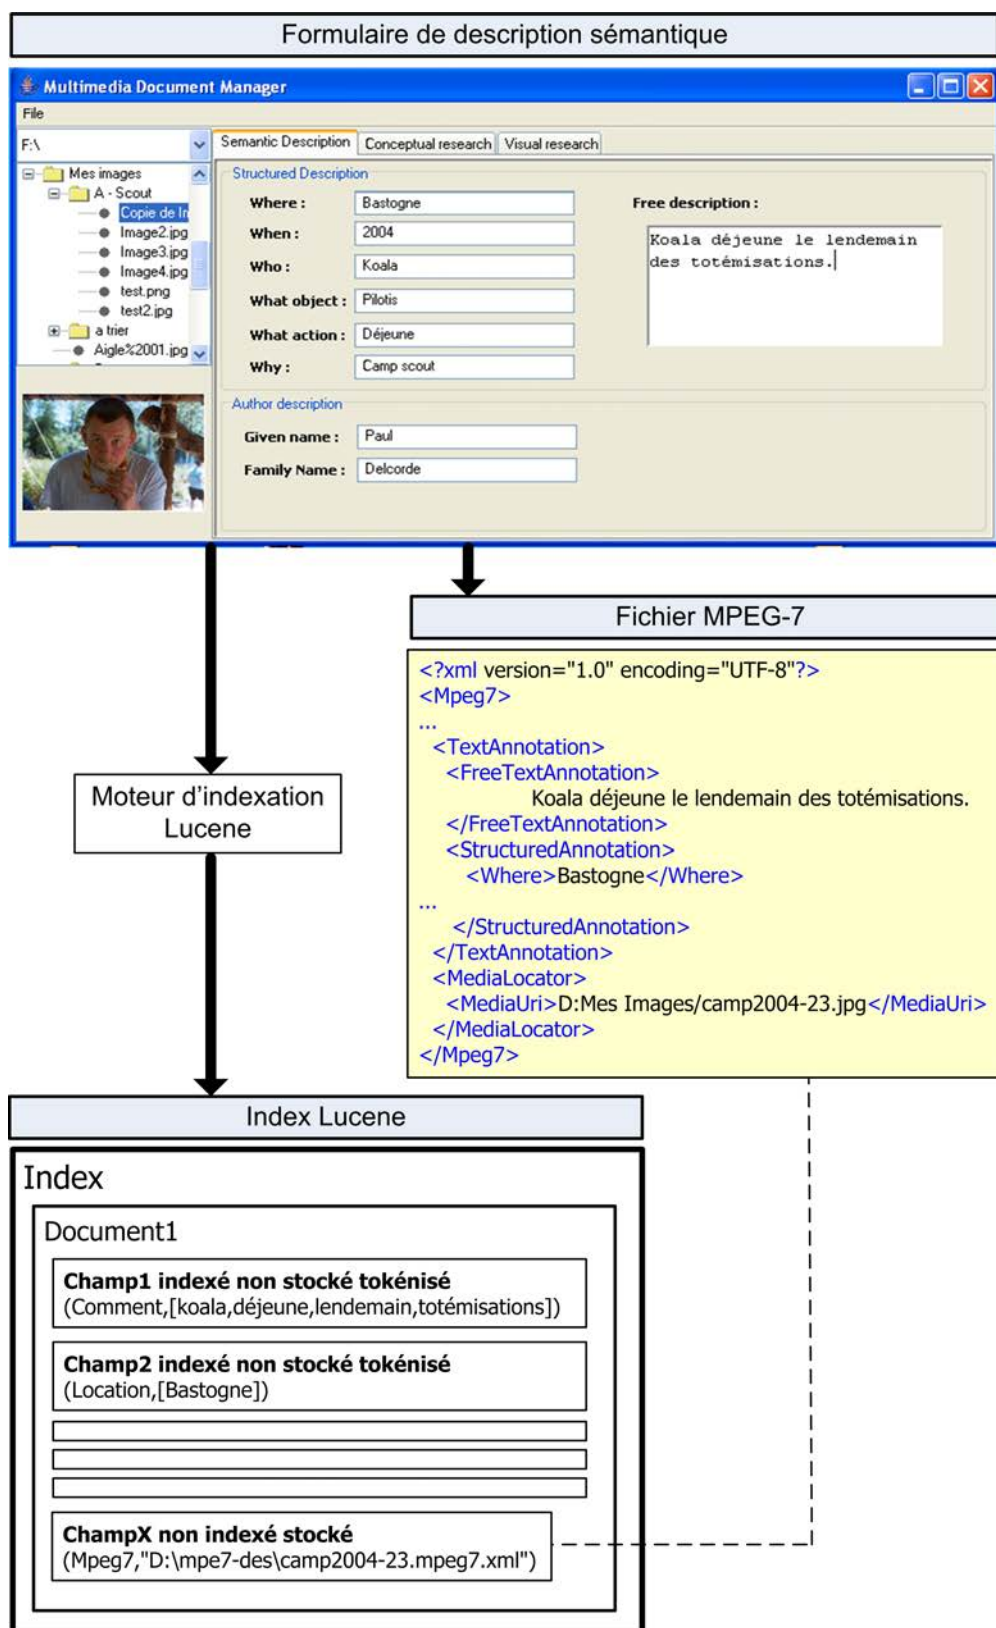 Formulaire de description sémantique
Multimedia Document Manager
File
F:\
Mes images
A - Scout
Copie de Im
Image2.jpg
Image3.jpg
Image4.jpg
test.png
test2.jpg
a trier
Aigle%2001.jpg
Semantic Description Conceptual research Visual research
Structured Description
Where : Bastogne
When : 2004
Who : Koala
What object : Pilotis
What action : Déjeune
Why : Camp scout
Free description :
Koala déjeune le lendemain
des totémisations.
Author description
Given name : Paul
Family Name : Delcorde
Fichier MPEG-7
<?xml version="1.0" encoding="UTF-8"?>
<Mpeg7>
...
<TextAnnotation>
<FreeTextAnnotation>
Koala déjeune le lendemain des totémisations.
</FreeTextAnnotation>
<StructuredAnnotation>
<Where>Bastogne</Where>
...
</StructuredAnnotation>
</TextAnnotation>
<MediaLocator>
<MediaUri>D:Mes Images/camp2004-23.jpg</MediaUri>
</MediaLocator>
</Mpeg7>
Moteur d'indexation
Lucene
Index Lucene
Index
Document1
Champ1 indexé non stocké tokénisé
(Comment,[koala,déjeune,lendemain,totémisations])
Champ2 indexé non stocké tokénisé
(Location,[Bastogne])
ChampX non indexé stocké
(Mpeg7,"D:\mpe7-des\camp2004-23.mpeg7.xml")